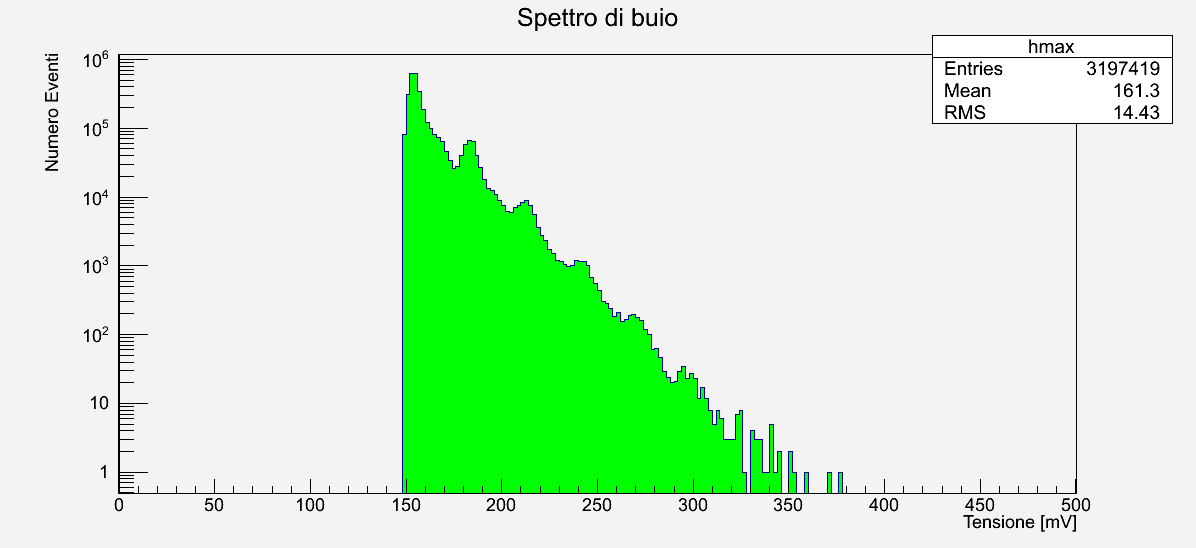 Spettro di buio
hmax
Entries 3197419
Mean 161.3
RMS 14.43
Numero Eventi
10^6
10^5
10^4
10^3
10^2
10
1
0 50 100 150 200 250 300 350 400 450 500
Tensione [mV]